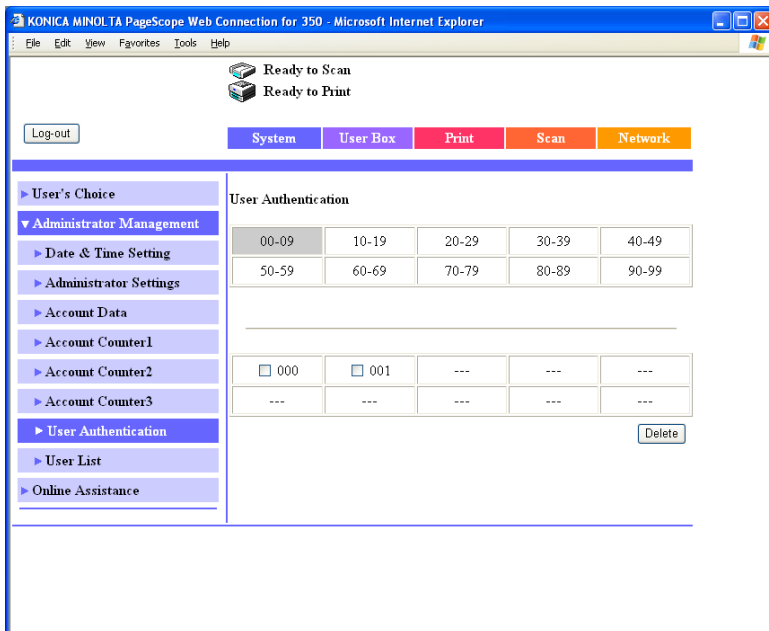 KONICA MINOLTA PageScope Web Connection for 350 - Microsoft Internet Explorer
File Edit View Favorites Tools Help
Ready to Scan
Ready to Print
Log-out
System User Box Print Scan Network
User's Choice
Administrator Management
Date & Time Setting
Administrator Settings
Account Data
Account Counter1
Account Counter2
Account Counter3
User Authentication
User List
Online Assistance
User Authentication
00-09 10-19 20-29 30-39 40-49
50-59 60-69 70-79 80-89 90-99
000 001 --- --- ---
--- --- --- --- ---
Delete